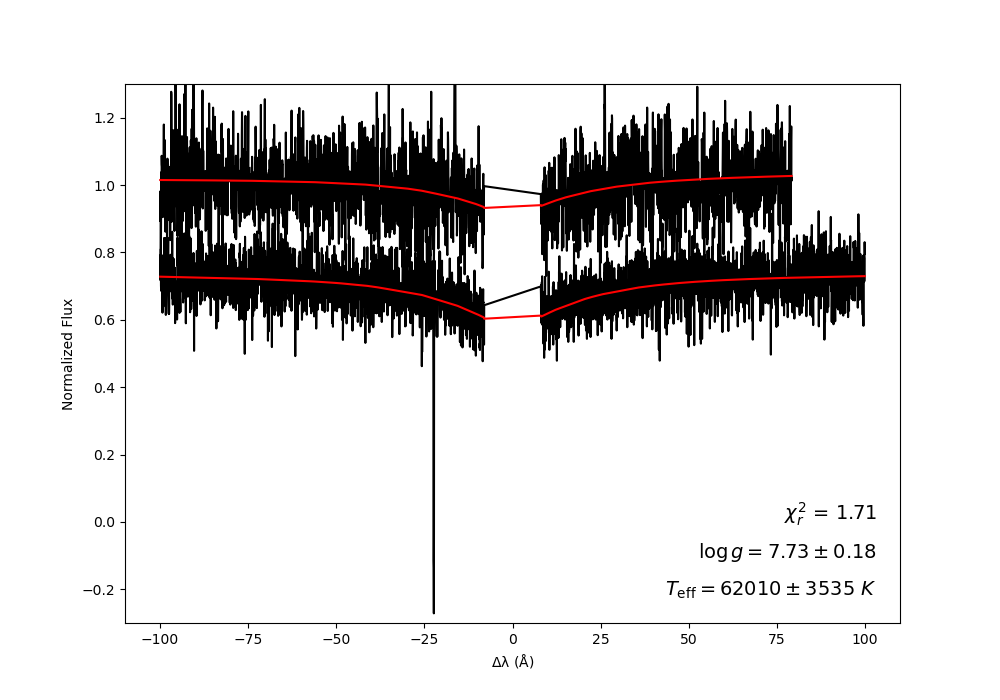 1.2
1.0
0.8
0.6
0.4
0.2
0.0
−0.2
Normalized Flux
χ²ᵣ = 1.71
log g = 7.73 ± 0.18
T_eff = 62010 ± 3535 K
−100 −75 −50 −25 0 25 50 75 100
Δλ (Å)